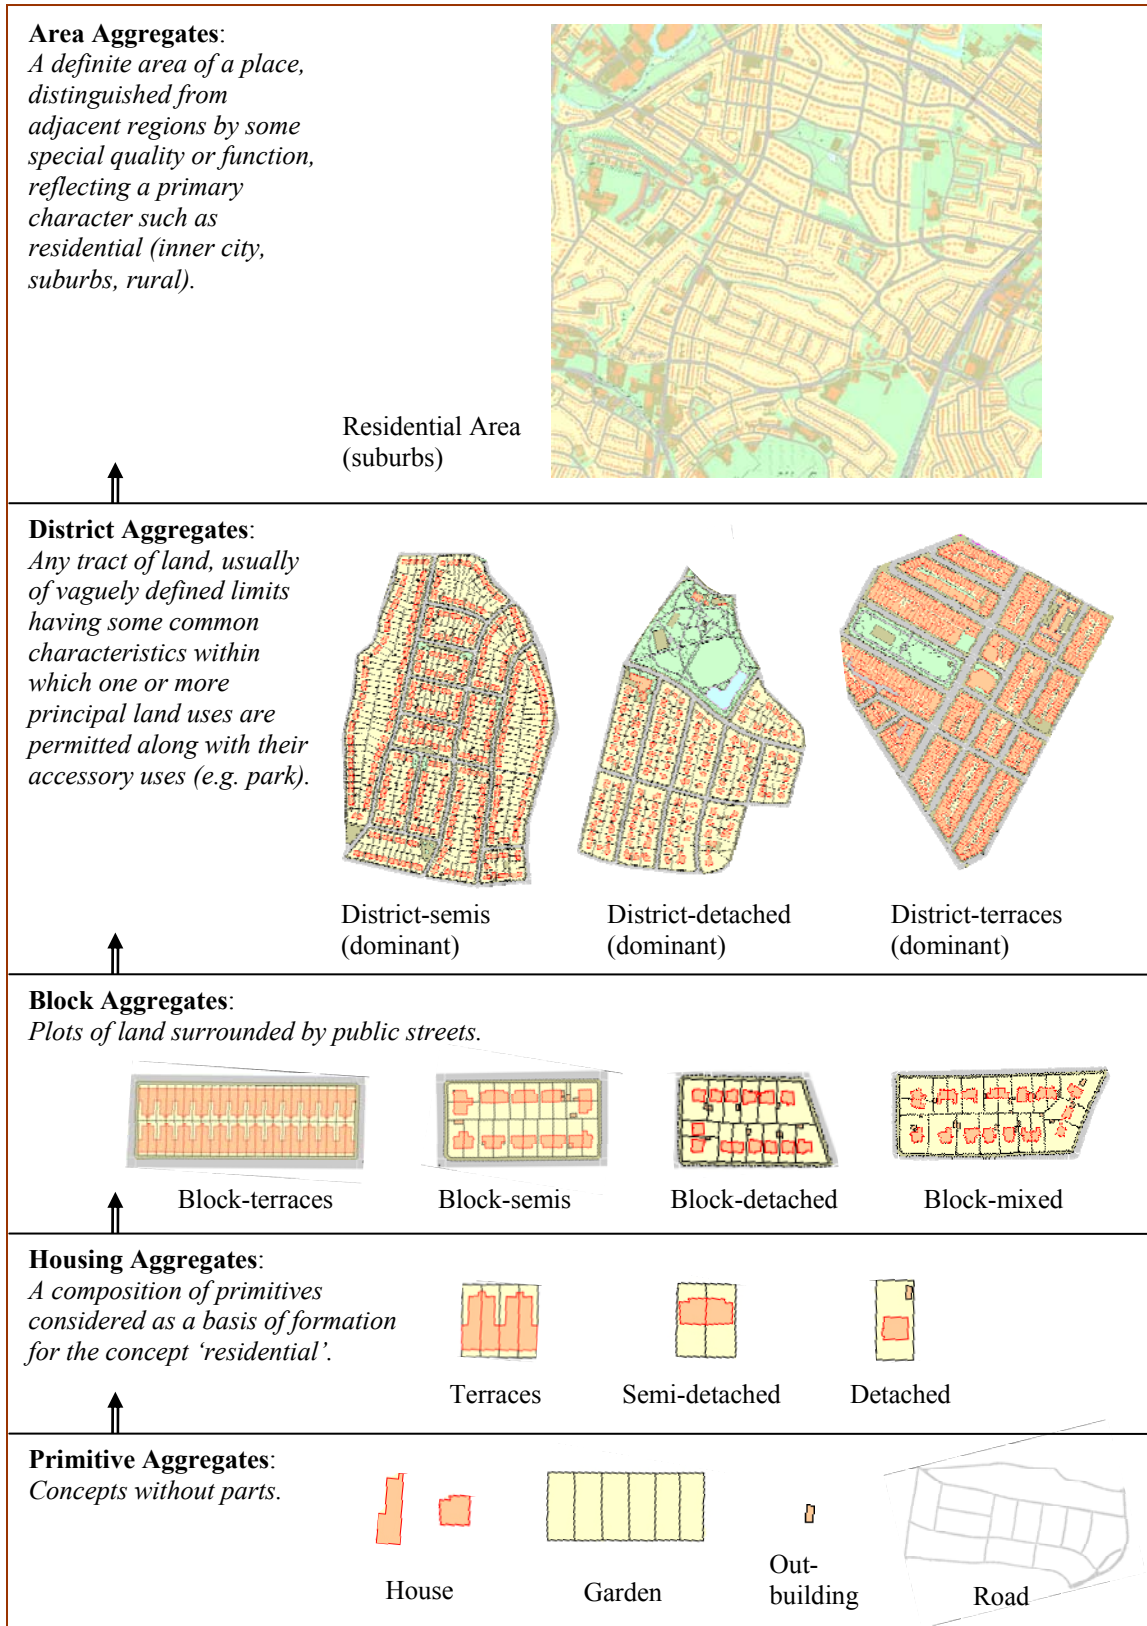 Area Aggregates:
A definite area of a place,
distinguished from
adjacent regions by some
special quality or function,
reflecting a primary
character such as
residential (inner city,
suburbs, rural).
Residential Area
(suburbs)
District Aggregates:
Any tract of land, usually
of vaguely defined limits
having some common
characteristics within
which one or more
principal land uses are
permitted along with their
accessory uses (e.g. park).
District-semis
(dominant)
District-detached
(dominant)
District-terraces
(dominant)
Block Aggregates:
Plots of land surrounded by public streets.
Block-terraces
Block-semis
Block-detached
Block-mixed
Housing Aggregates:
A composition of primitives
considered as a basis of formation
for the concept ‘residential’.
Terraces
Semi-detached
Detached
Primitive Aggregates:
Concepts without parts.
House
Garden
Out-
building
Road